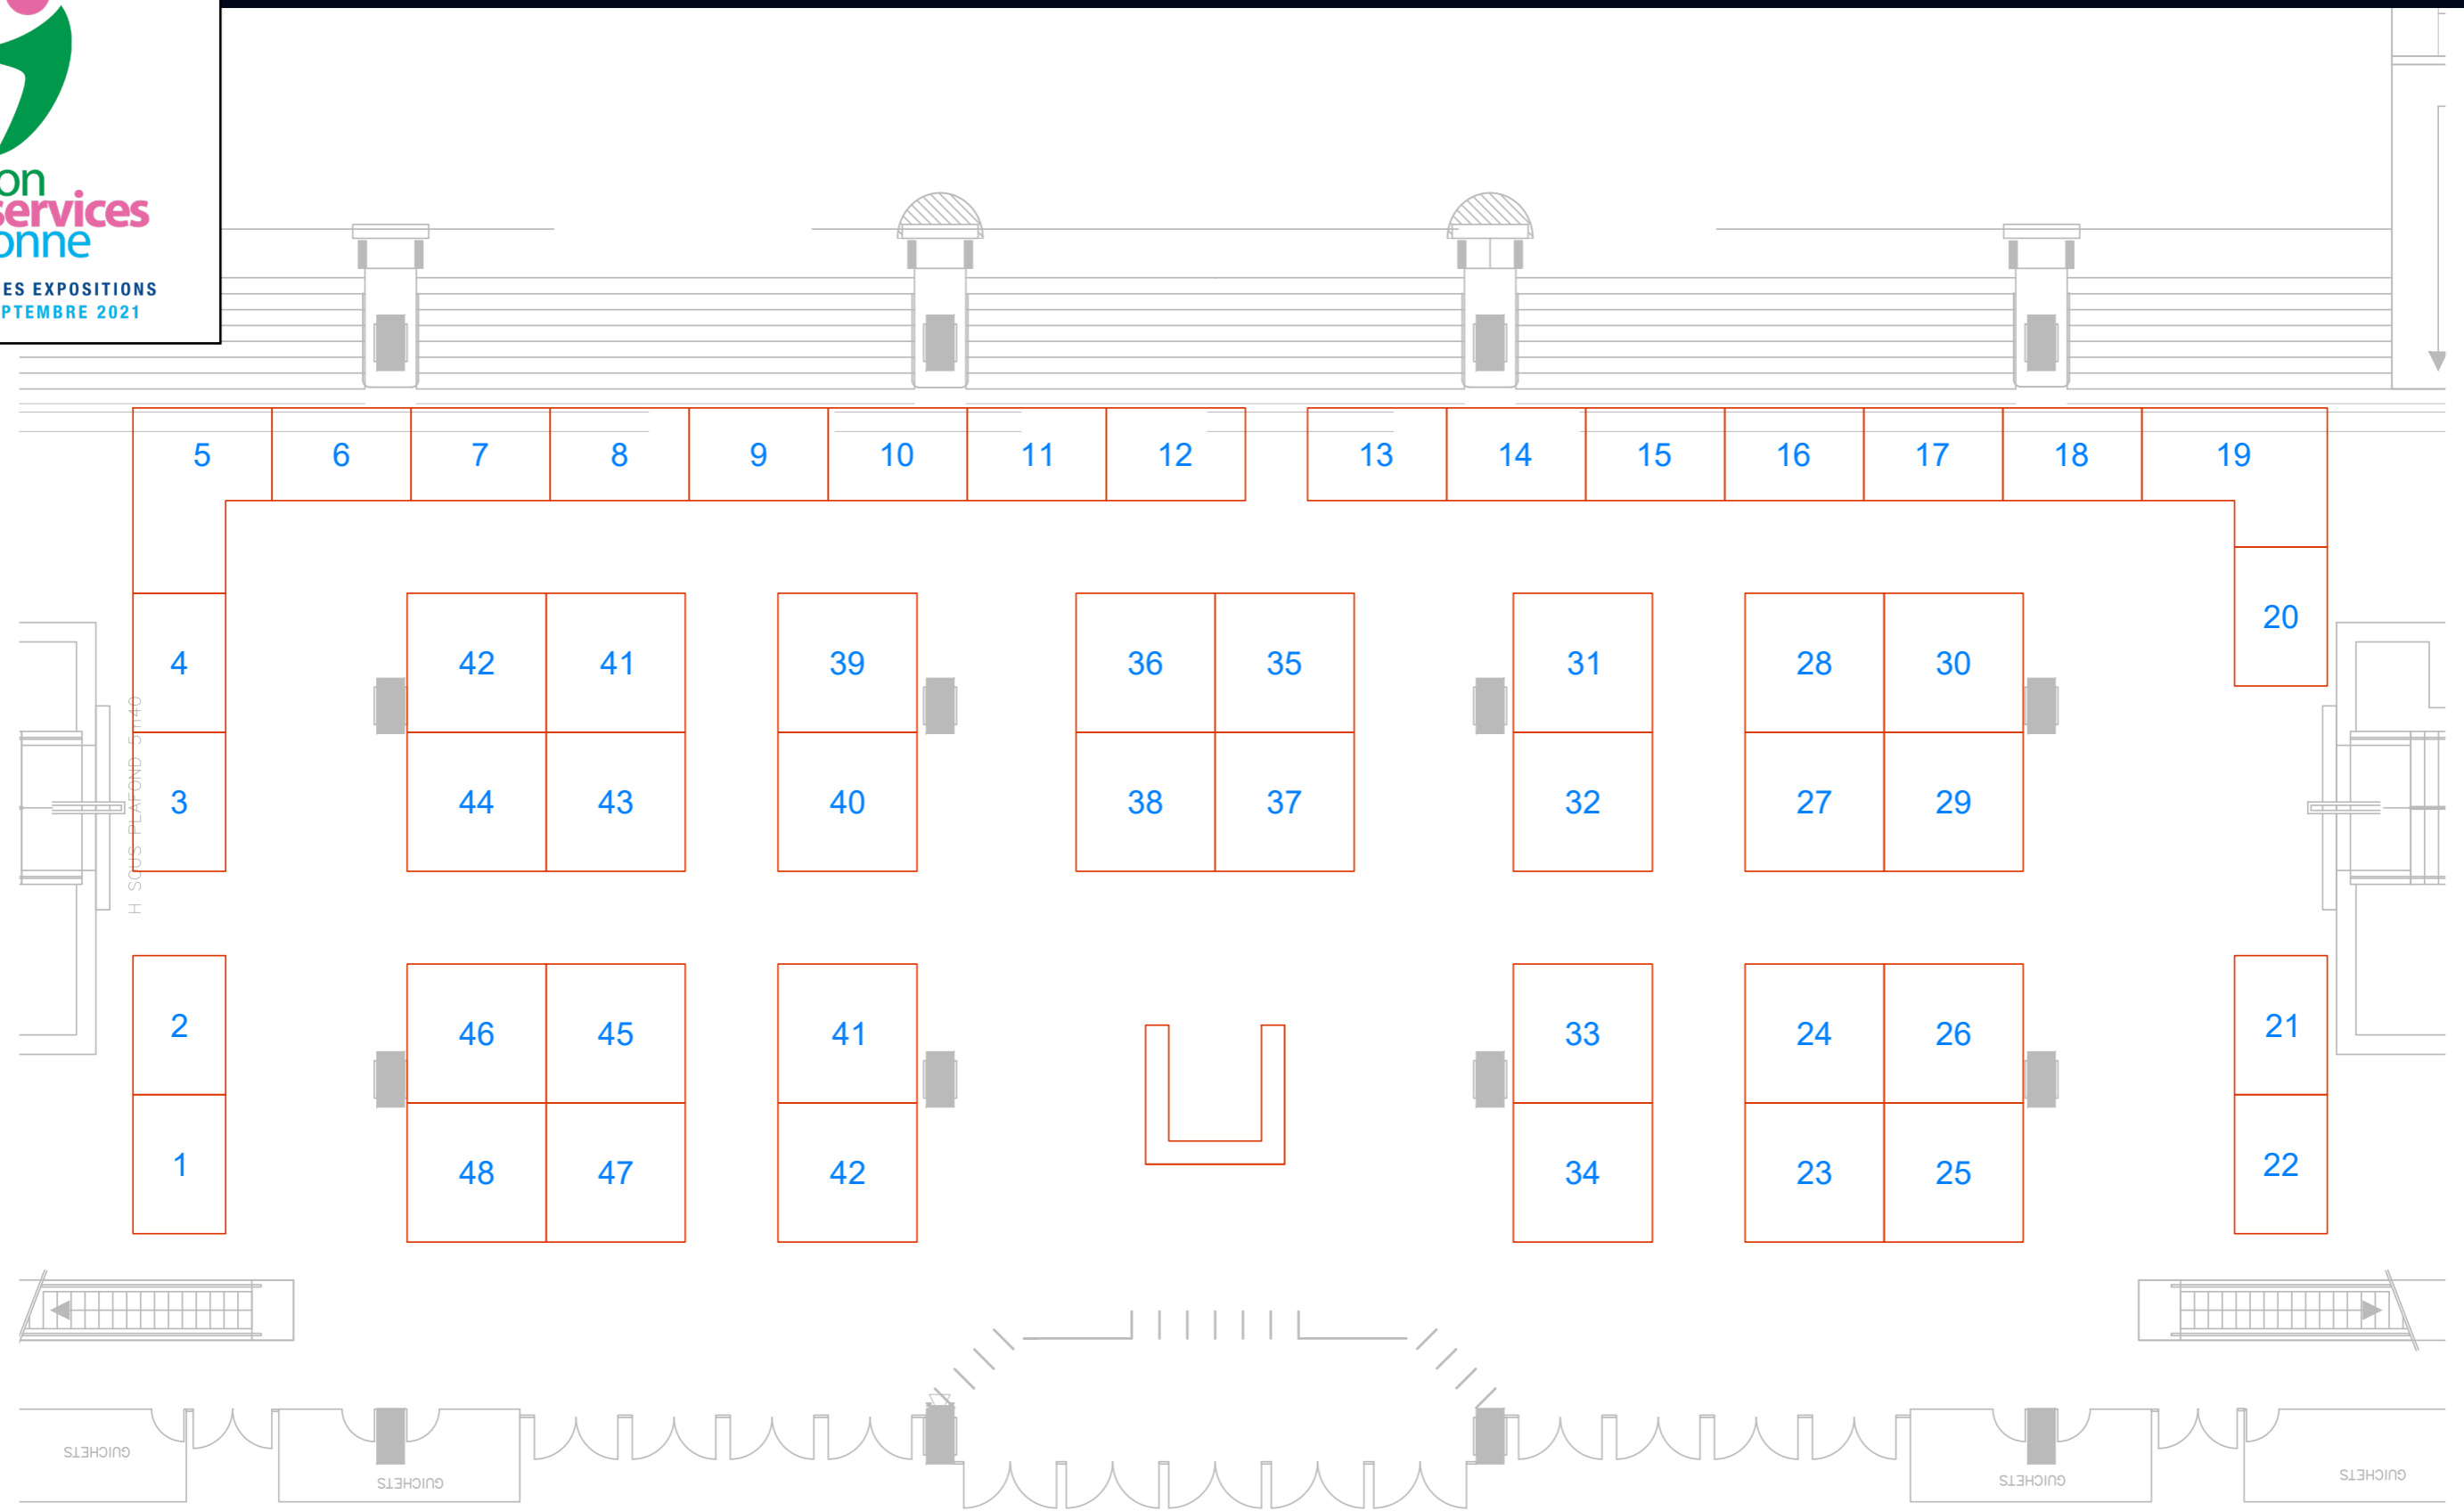 on
services
onne
ES EXPOSITIONS
PTEMBRE 2021
5 6 7 8 9 10 11 12 13 14 15 16 17 18 19
20
4 42 41 39 36 35 31 28 30
3 44 43 40 38 37 32 27 29
H SOUS PLAFOND 5m40
2 46 45 41 33 24 26 21
1 48 47 42 34 23 25 22
GUICHETS
GUICHETS
GUICHETS
GUICHETS